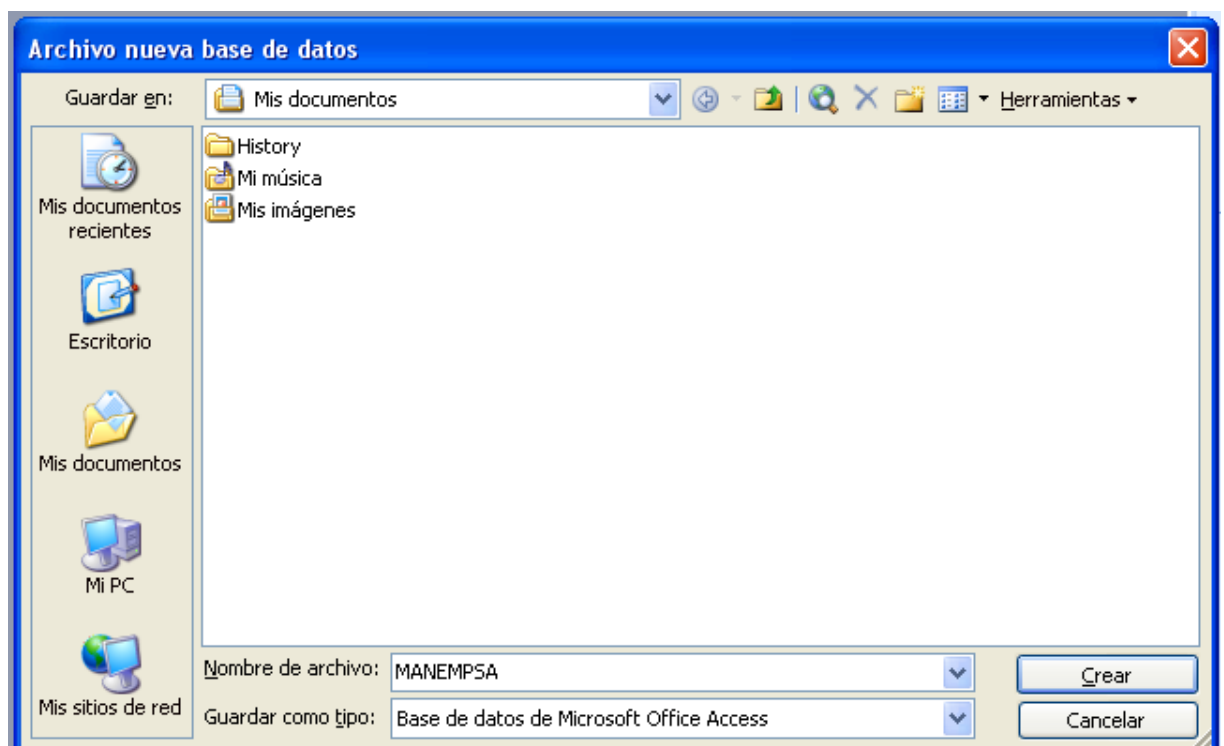 Archivo nueva base de datos
Guardar en: Mis documentos Herramientas
History
Mi música
Mis imágenes
Mis documentos
recientes
Escritorio
Mis documentos
Mi PC
Mis sitios de red
Nombre de archivo: MANEMPSA Crear
Guardar como tipo: Base de datos de Microsoft Office Access Cancelar